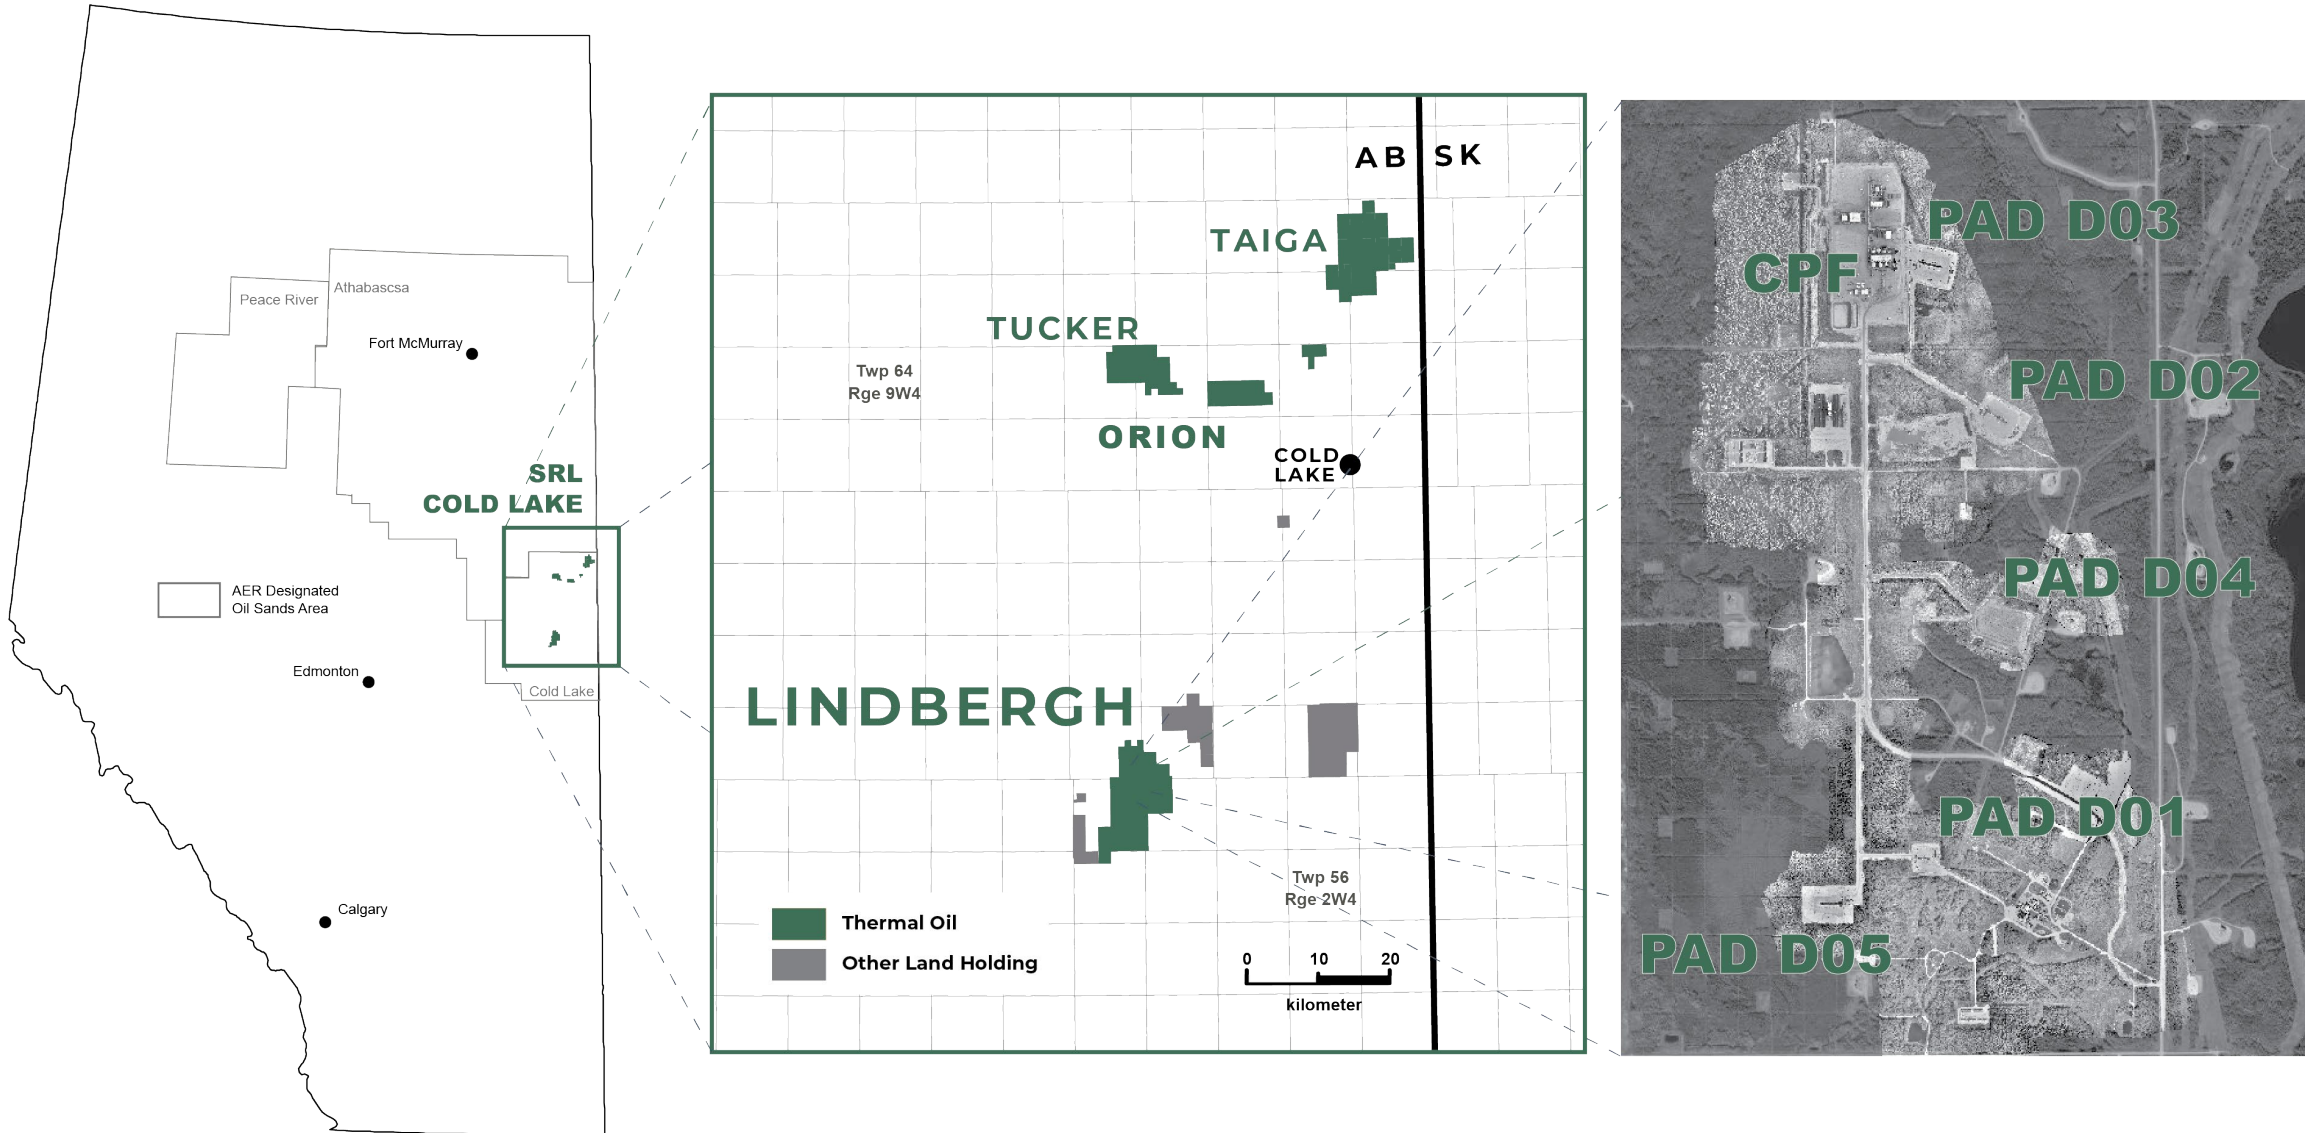 Peace River
Athabascsa
Fort McMurray
SRL
COLD LAKE
AER Designated
Oil Sands Area
Edmonton
Cold Lake
Calgary
AB SK
TAIGA
TUCKER
Twp 64
Rge 9W4
ORION
COLD
LAKE
LINDBERGH
Twp 56
Rge 2W4
Thermal Oil
Other Land Holding
0 10 20
kilometer
PAD D03
CPF
PAD D02
PAD D04
PAD D01
PAD D05